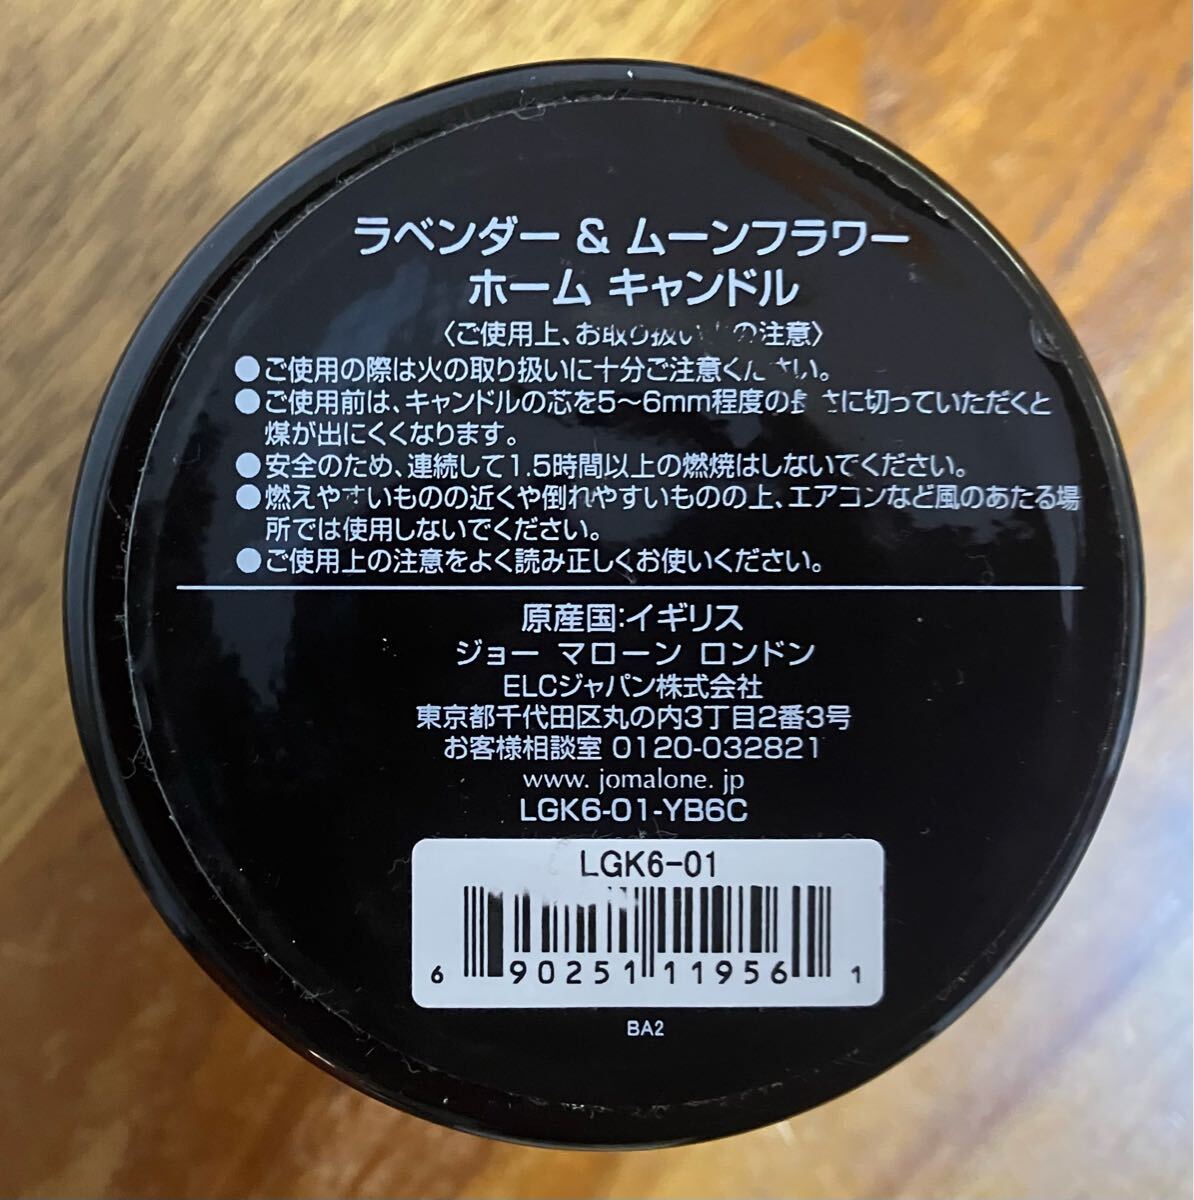 ラベンダー & ムーンフラワー
ホーム キャンドル
〈ご使用上、お取り扱い の注意〉
●ご使用の際は火の取り扱いに十分ご注意ください。
●ご使用前は、キャンドルの芯を5～6mm程度の長さに切っていただくと
煤が出にくくなります。
●安全のため、連続して1.5時間以上の燃焼はしないでください。
●燃えやすいものの近くや倒れやすいものの上、エアコンなど風のあたる場
所では使用しないでください。
●ご使用上の注意をよく読み正しくお使いください。
原産国:イギリス
ジョー マローン ロンドン
ELCジャパン株式会社
東京都千代田区丸の内3丁目2番3号
お客様相談室 0120-032821
www. jomalone. jp
LGK6-01-YB6C
LGK6-01
6 90251 11956 1
BA2